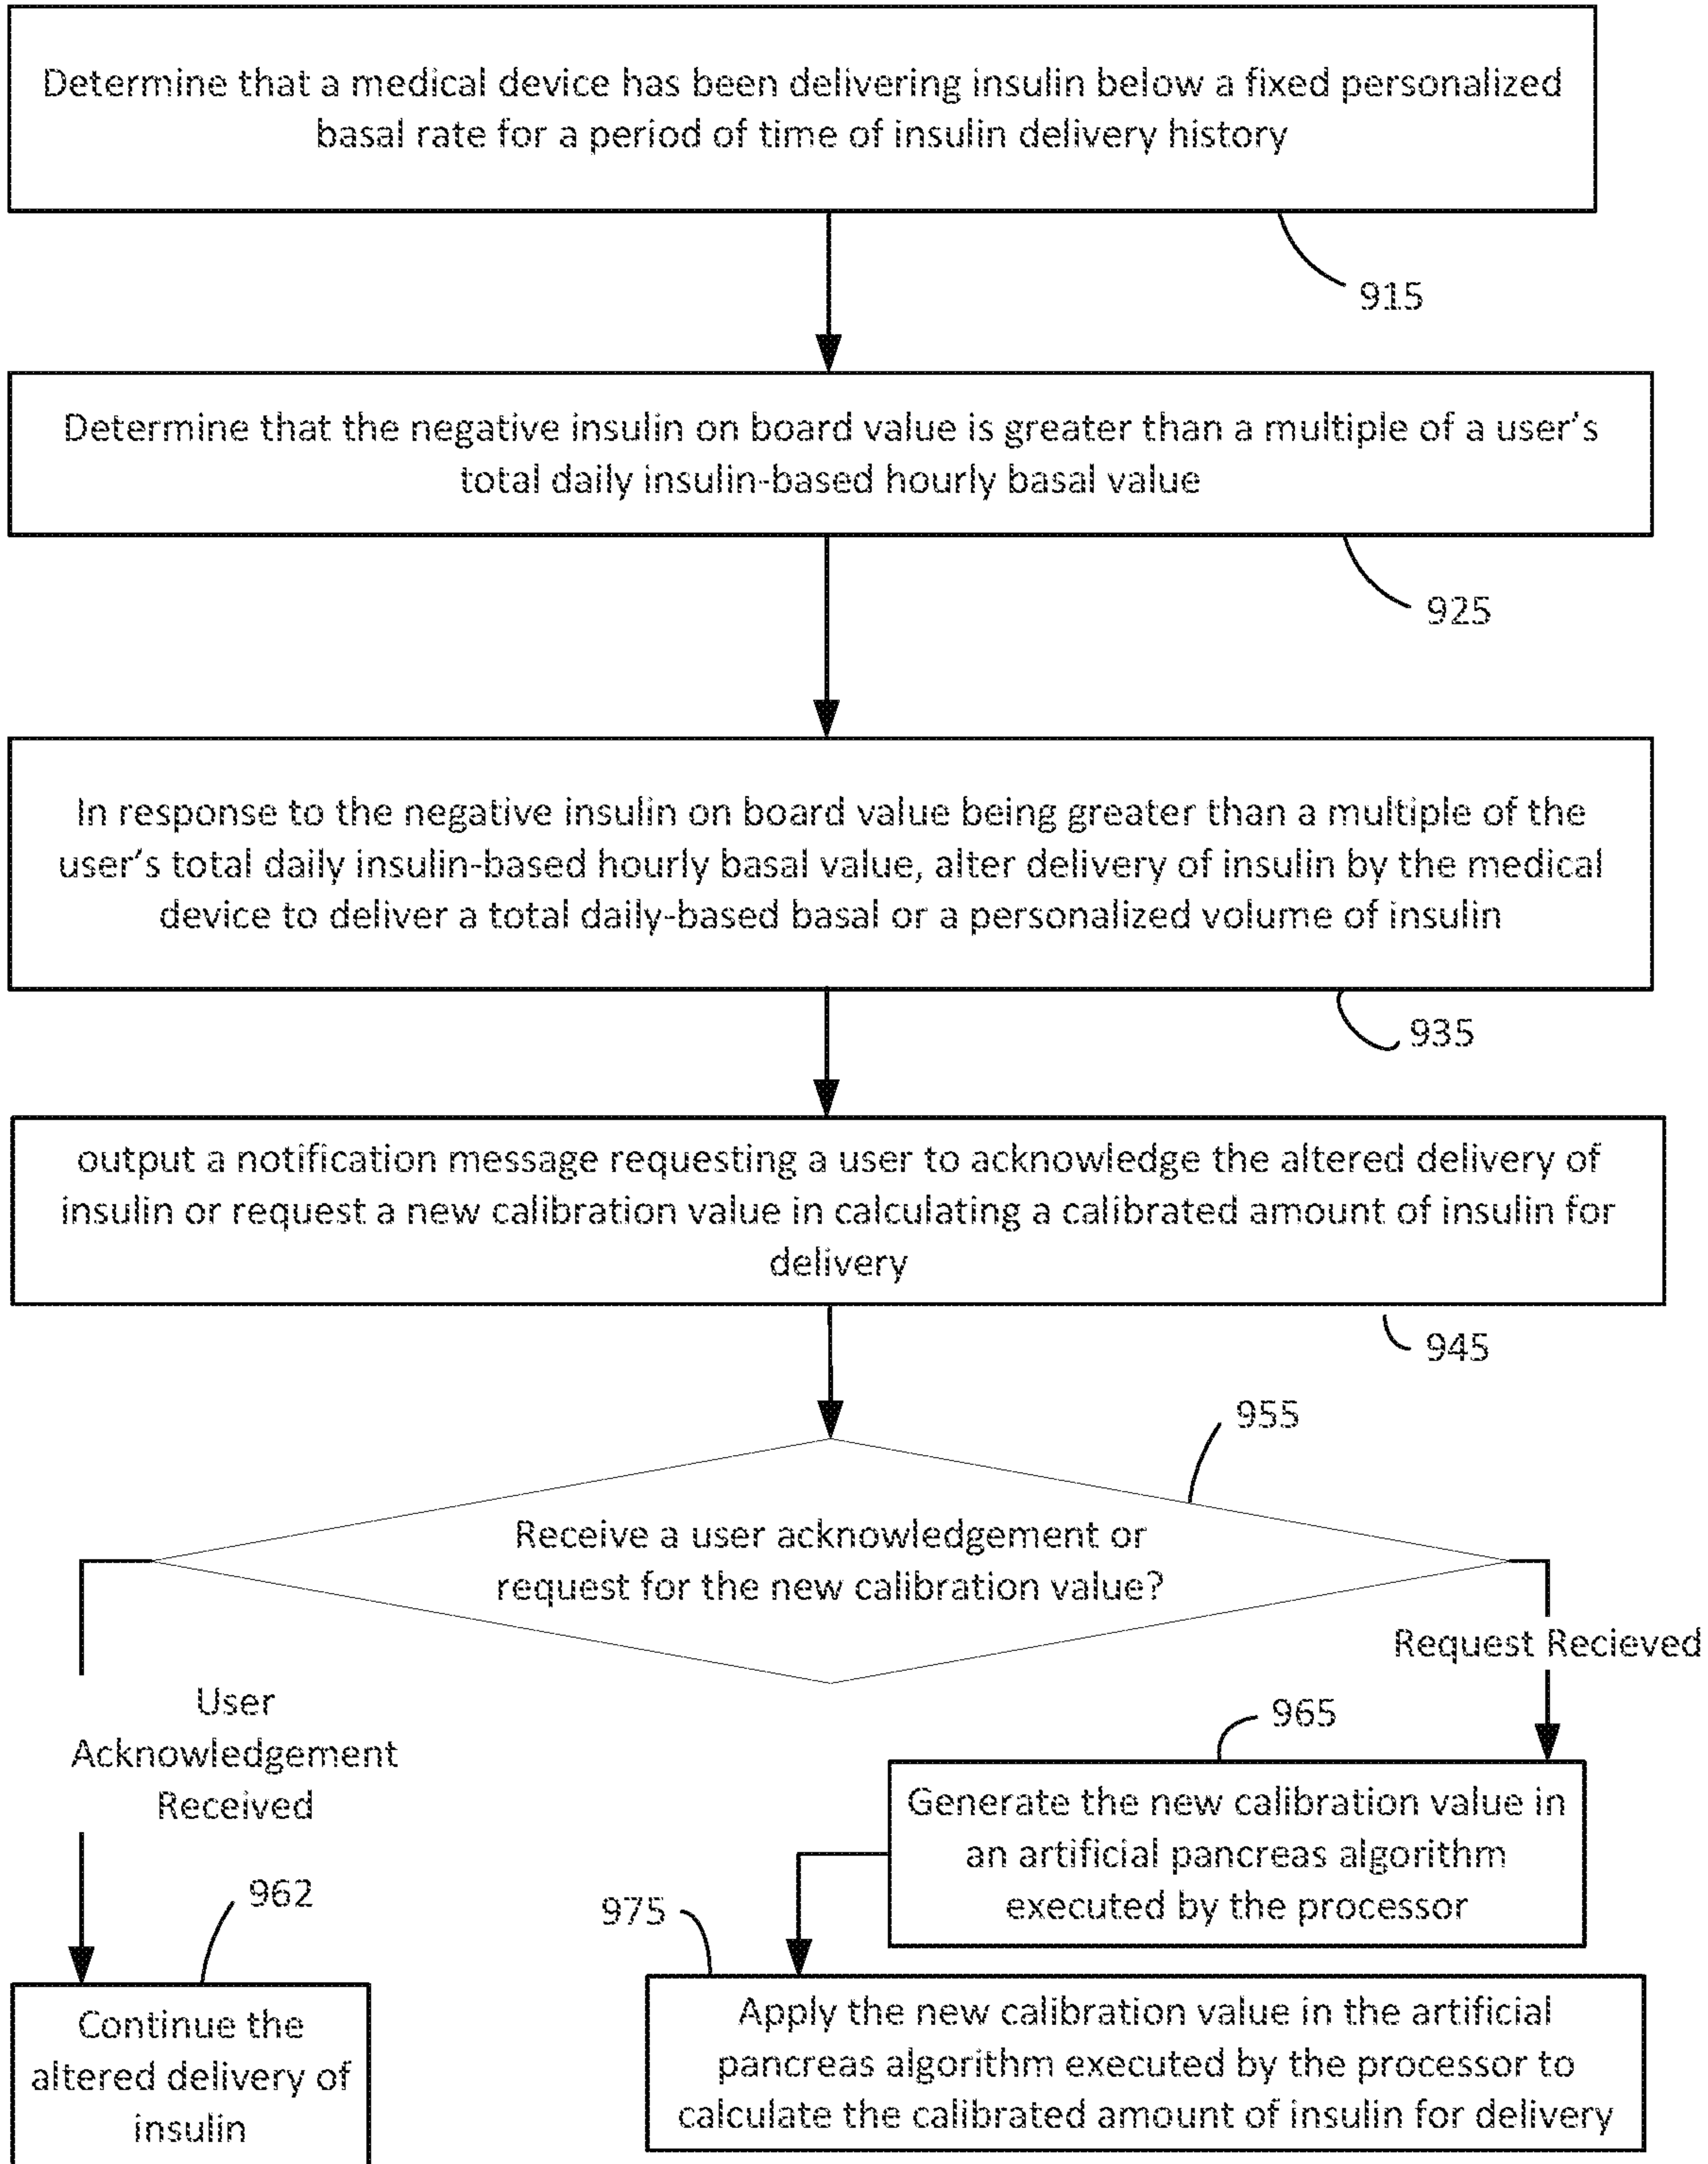 Determine that a medical device has been delivering insulin below a fixed personalized
basal rate for a period of time of insulin delivery history
915
Determine that the negative insulin on board value is greater than a multiple of a user's
total daily insulin-based hourly basal value
925
In response to the negative insulin on board value being greater than a multiple of the
user's total daily insulin-based hourly basal value, alter delivery of insulin by the medical
device to deliver a total daily-based basal or a personalized volume of insulin
935
output a notification message requesting a user to acknowledge the altered delivery of
insulin or request a new calibration value in calculating a calibrated amount of insulin for
delivery
945
955
Receive a user acknowledgement or
request for the new calibration value?
Request Recieved
User
Acknowledgement
Received
965
Generate the new calibration value in
an artificial pancreas algorithm
executed by the processor
962
975
Continue the
altered delivery of
insulin
Apply the new calibration value in the artificial
pancreas algorithm executed by the processor to
calculate the calibrated amount of insulin for delivery